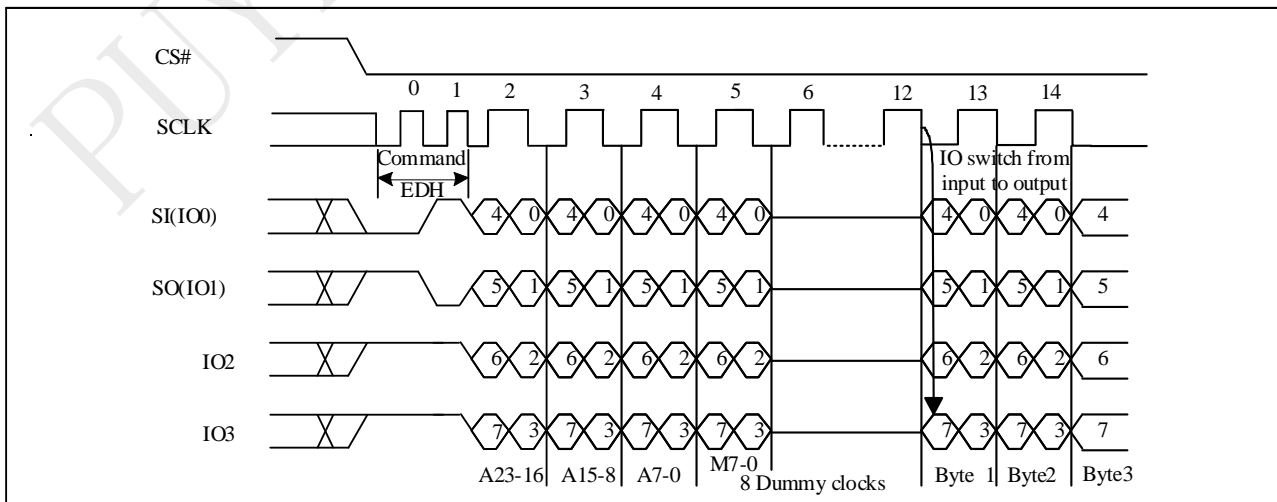 PUY
CS#
0 1 2 3 4 5 6 12 13 14
SCLK
Command
EDH
IO switch from
input to output
SI(IO0) 4 0 4 0 4 0 4 0 4 0 4 0 4
SO(IO1) 5 1 5 1 5 1 5 1 5 1 5 1 5
IO2 6 2 6 2 6 2 6 2 6 2 6 2 6
IO3 7 3 7 3 7 3 7 3 7 3 7 3 7
A23-16 A15-8 A7-0 M7-0 8 Dummy clocks Byte 1 Byte2 Byte3